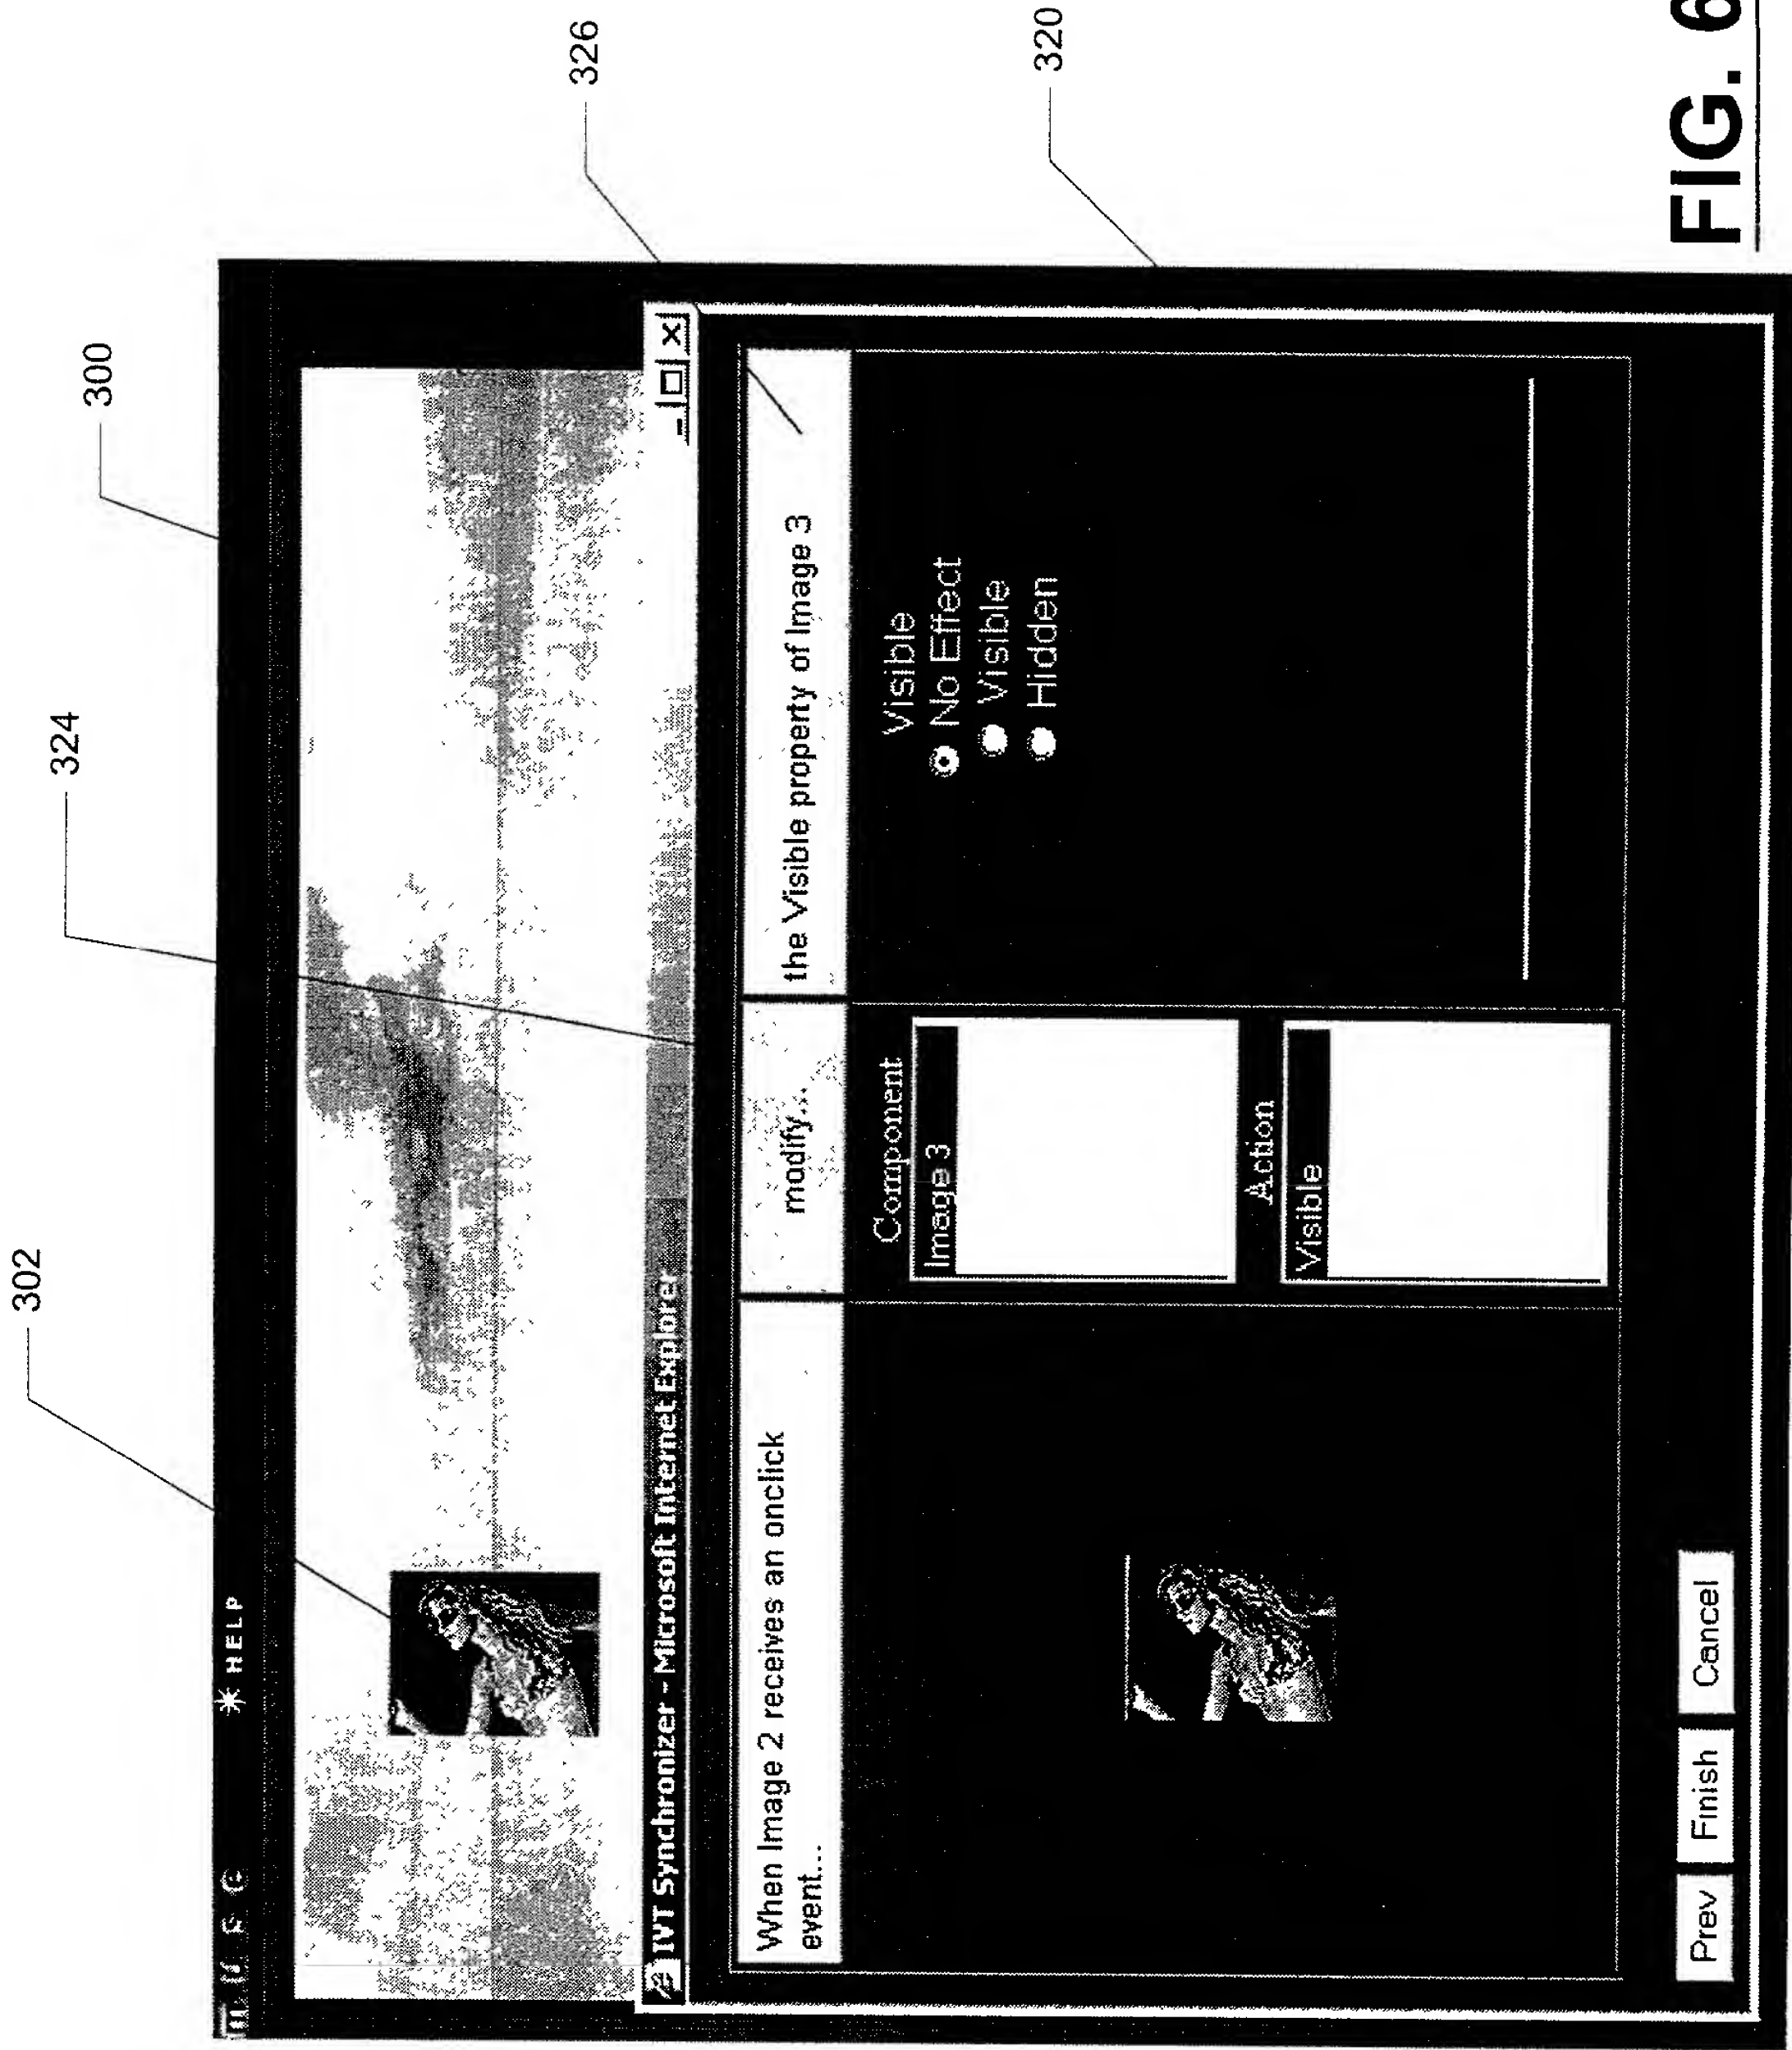 302
324
300
326
320
HELP
IVT Synchronizer - Microsoft Internet Explorer
When Image 2 receives an onclick
event...
modify...
the Visible property of Image 3
Component
Image 3
Action
Visible
Visible
No Effect
Visible
Hidden
Prev
Finish
Cancel
FIG. 6